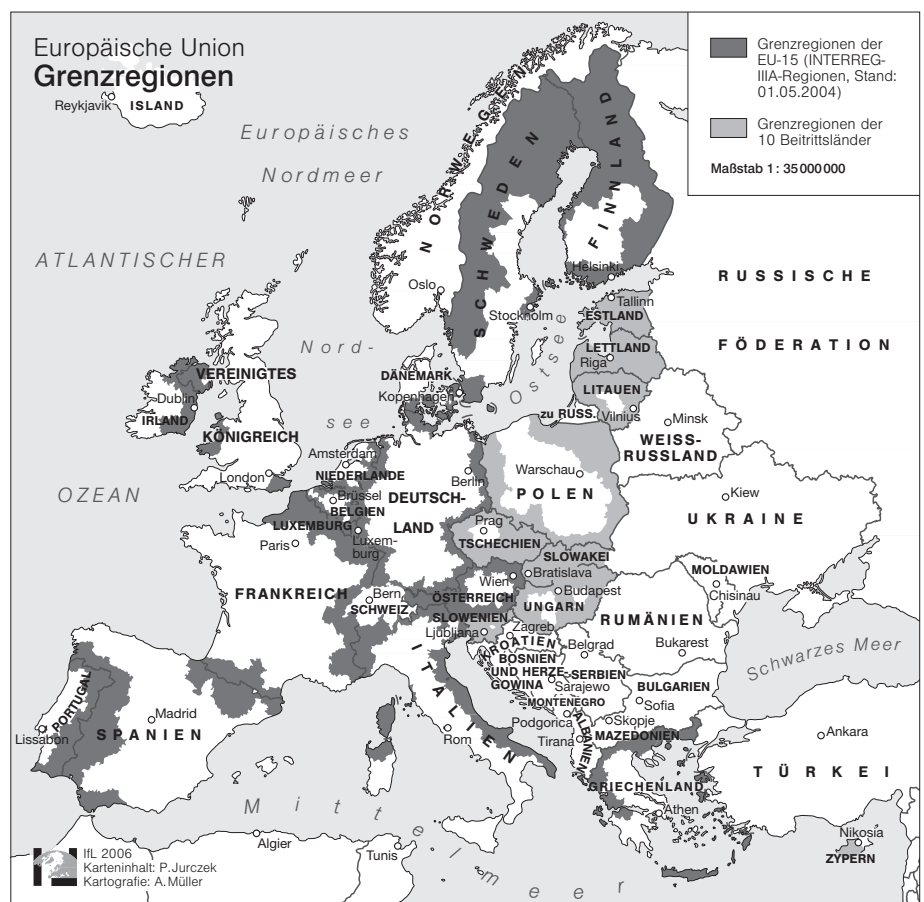 Europäische Union
Grenzregionen
Grenzregionen der
EU-15 (INTERREG-
IIIA-Regionen, Stand:
01.05.2004)
Grenzregionen der
10 Beitrittsländer
Maßstab 1 : 35 000 000
Reykjavik
ISLAND
Europäisches
Nordmeer
ATLANTISCHER
OZEAN
NORWEGEN
SCHWEDEN
FINNLAND
Helsinki
Oslo
Stockholm
Tallinn
ESTLAND
RUSSISCHE
FÖDERATION
LETTLAND
Riga
LITAUEN
Vilnius
zu RUSS.
Ostsee
Nord-
see
DÄNEMARK
Kopenhagen
VEREINIGTES
KÖNIGREICH
Dublin
IRLAND
London
Minsk
WEISS-
RUSSLAND
Amsterdam
NIEDERLANDE
Brüssel
BELGIEN
LUXEMBURG
Luxem-
burg
Berlin
DEUTSCH-
LAND
Warschau
POLEN
Kiew
UKRAINE
Prag
TSCHECHIEN
SLOWAKEI
Bratislava
Paris
FRANKREICH
Bern
SCHWEIZ
Wien
ÖSTERREICH
Budapest
UNGARN
MOLDAWIEN
Chisinau
SLOWENIEN
Ljubljana
Zagreb
KROATIEN
RUMÄNIEN
Bukarest
Belgrad
BOSNIEN
UND HERZE-
GOWINA
SERBIEN
Sarajewo
MONTENEGRO
Podgorica
BULGARIEN
Sofia
Schwarzes Meer
ITALIEN
Rom
Tirana
ALBANIEN
Skopje
MAZEDONIEN
GRIECHENLAND
Athen
Ankara
TÜRKEI
Nikosia
ZYPERN
PORTUGAL
Lissabon
Madrid
SPANIEN
Mittelmeer
Algier
Tunis
IfL 2006
Karteninhalt: P.Jurczek
Kartografie: A.Müller